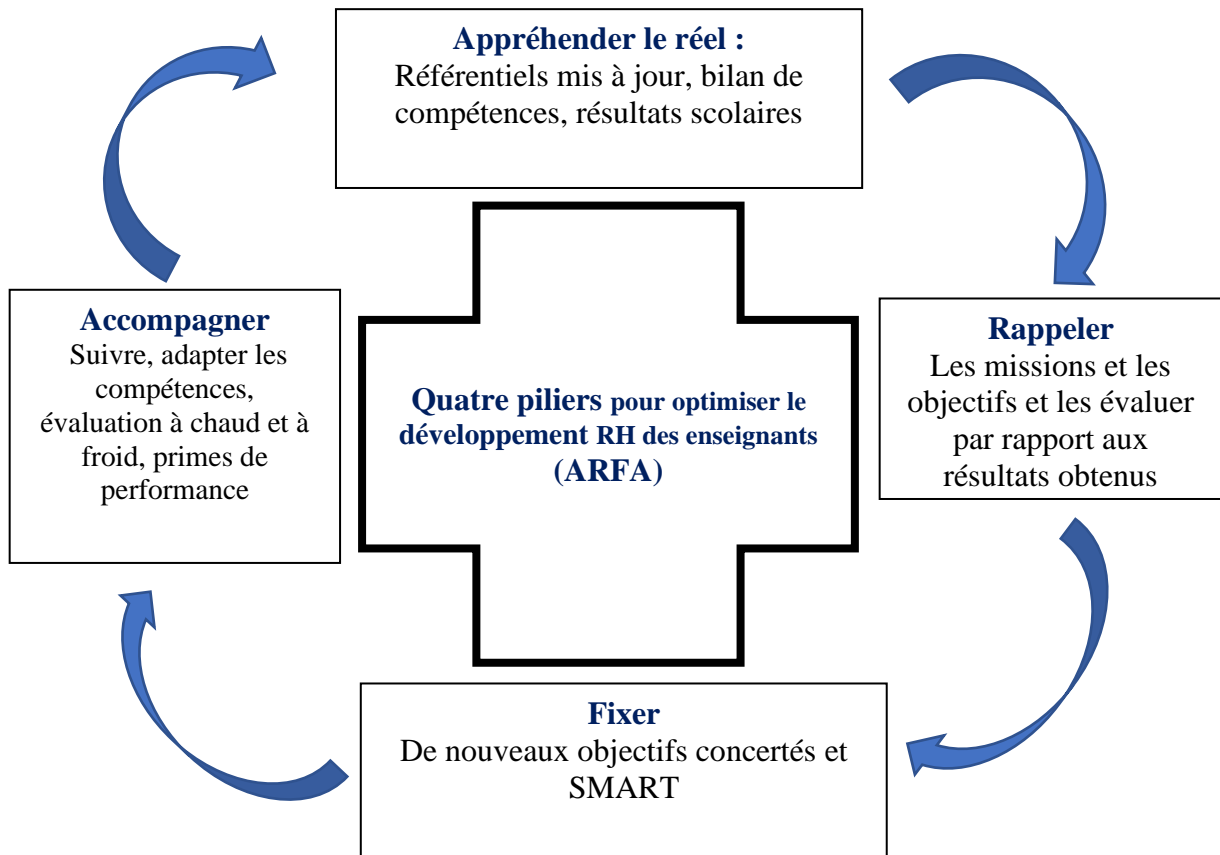 Appréhender le réel :
Référentiels mis à jour, bilan de
compétences, résultats scolaires
Accompagner
Suivre, adapter les
compétences,
évaluation à chaud et à
froid, primes de
performance
Quatre piliers pour optimiser le
développement RH des enseignants
(ARFA)
Rappeler
Les missions et les
objectifs et les évaluer
par rapport aux
résultats obtenus
Fixer
De nouveaux objectifs concertés et
SMART